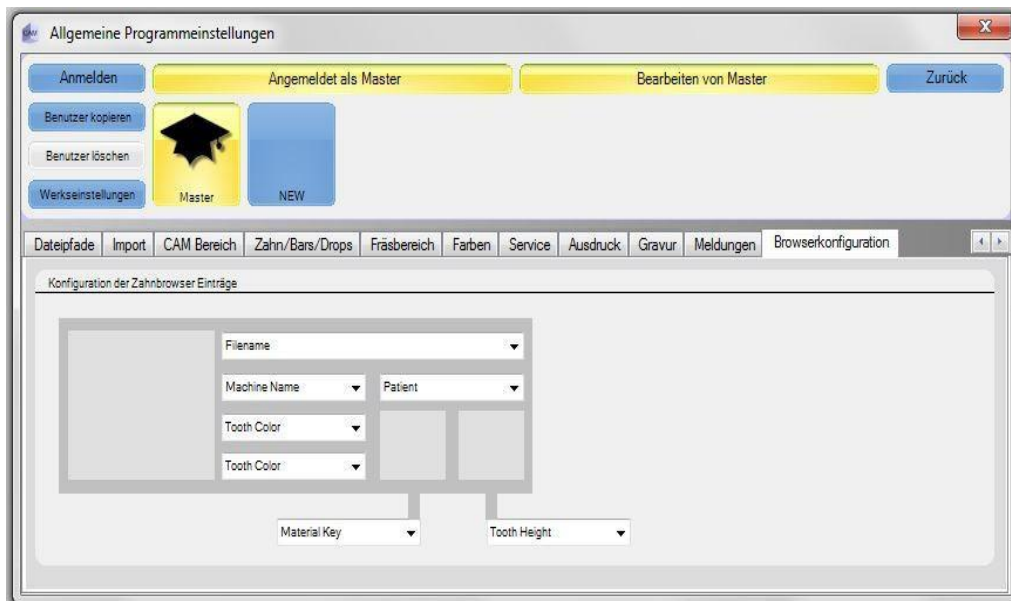 Allgemeine Programmeinstellungen
Anmelden Angemeldet als Master Bearbeiten von Master Zurück
Benutzer kopieren
Benutzer löschen
Werkseinstellungen Master NEW
Dateipfade Import CAM Bereich Zahn/Bars/Drops Fräsbereich Farben Service Ausdruck Gravur Meldungen Browserkonfiguration
Konfiguration der Zahnbrowser Einträge
Filename
Machine Name Patient
Tooth Color
Tooth Color
Material Key Tooth Height